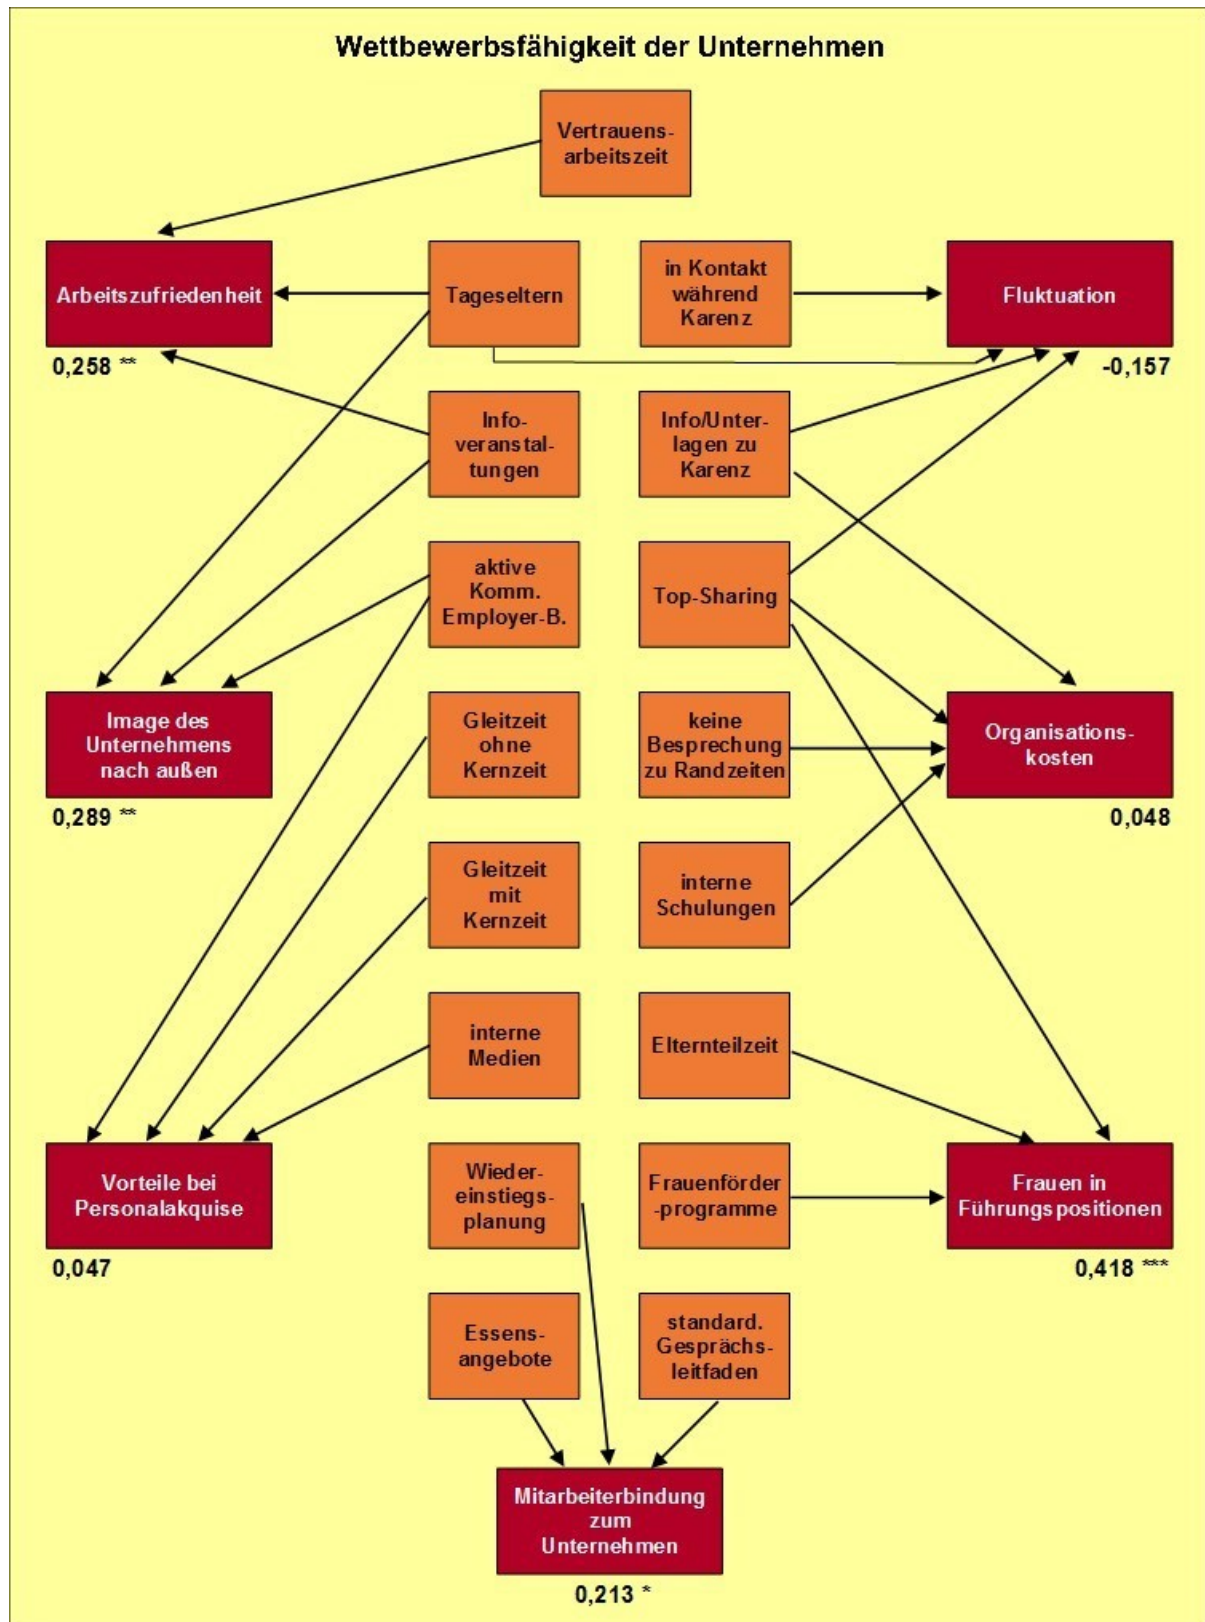 Wettbewerbsfähigkeit der Unternehmen
Vertrauens-
arbeitszeit
Arbeitszufriedenheit
0,258 **
Tageseltern
in Kontakt
während
Karenz
Fluktuation
-0,157
Info-
veranstal-
tungen
Info/Unter-
lagen zu
Karenz
aktive
Komm.
Employer-B.
Top-Sharing
Image des
Unternehmens
nach außen
0,289 **
Gleitzeit
ohne
Kernzeit
keine
Besprechung
zu Randzeiten
Organisations-
kosten
0,048
Gleitzeit
mit
Kernzeit
interne
Schulungen
interne
Medien
Elternteilzeit
Vorteile bei
Personalakquise
0,047
Wieder-
einstiegs-
planung
Frauenförder
-programme
Frauen in
Führungspositionen
0,418 ***
Essens-
angebote
standard.
Gesprächs-
leitfaden
Mitarbeiterbindung
zum
Unternehmen
0,213 *